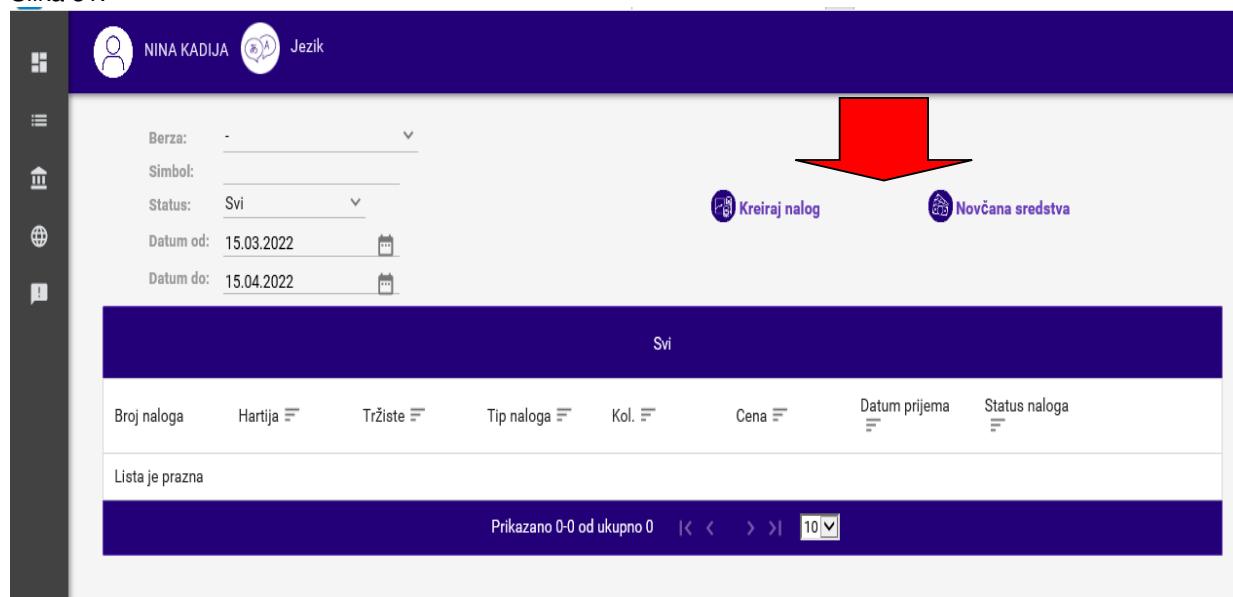 NINA KADIJA
Jezik
Berza: -
Simbol:
Status: Svi
Datum od: 15.03.2022
Datum do: 15.04.2022
Kreiraj nalog
Novčana sredstva
Svi
Broj naloga Hartija Tržiste Tip naloga Kol. Cena Datum prijema Status naloga
Lista je prazna
Prikazano 0-0 od ukupno 0 |< < > >| 10